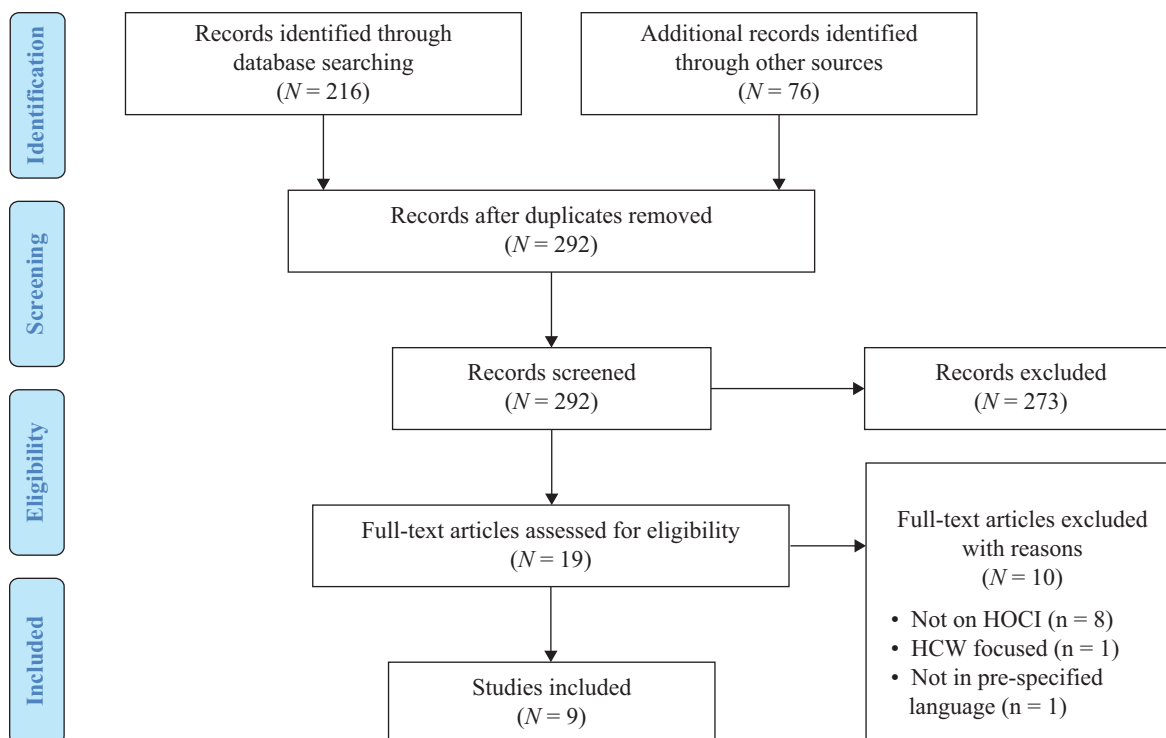 Identification
Records identified through
database searching
(N = 216)
Additional records identified
through other sources
(N = 76)
Screening
Records after duplicates removed
(N = 292)
Records screened
(N = 292)
Records excluded
(N = 273)
Eligibility
Full-text articles assessed for eligibility
(N = 19)
Full-text articles excluded
with reasons
(N = 10)
• Not on HOCI (n = 8)
• HCW focused (n = 1)
• Not in pre-specified
language (n = 1)
Included
Studies included
(N = 9)